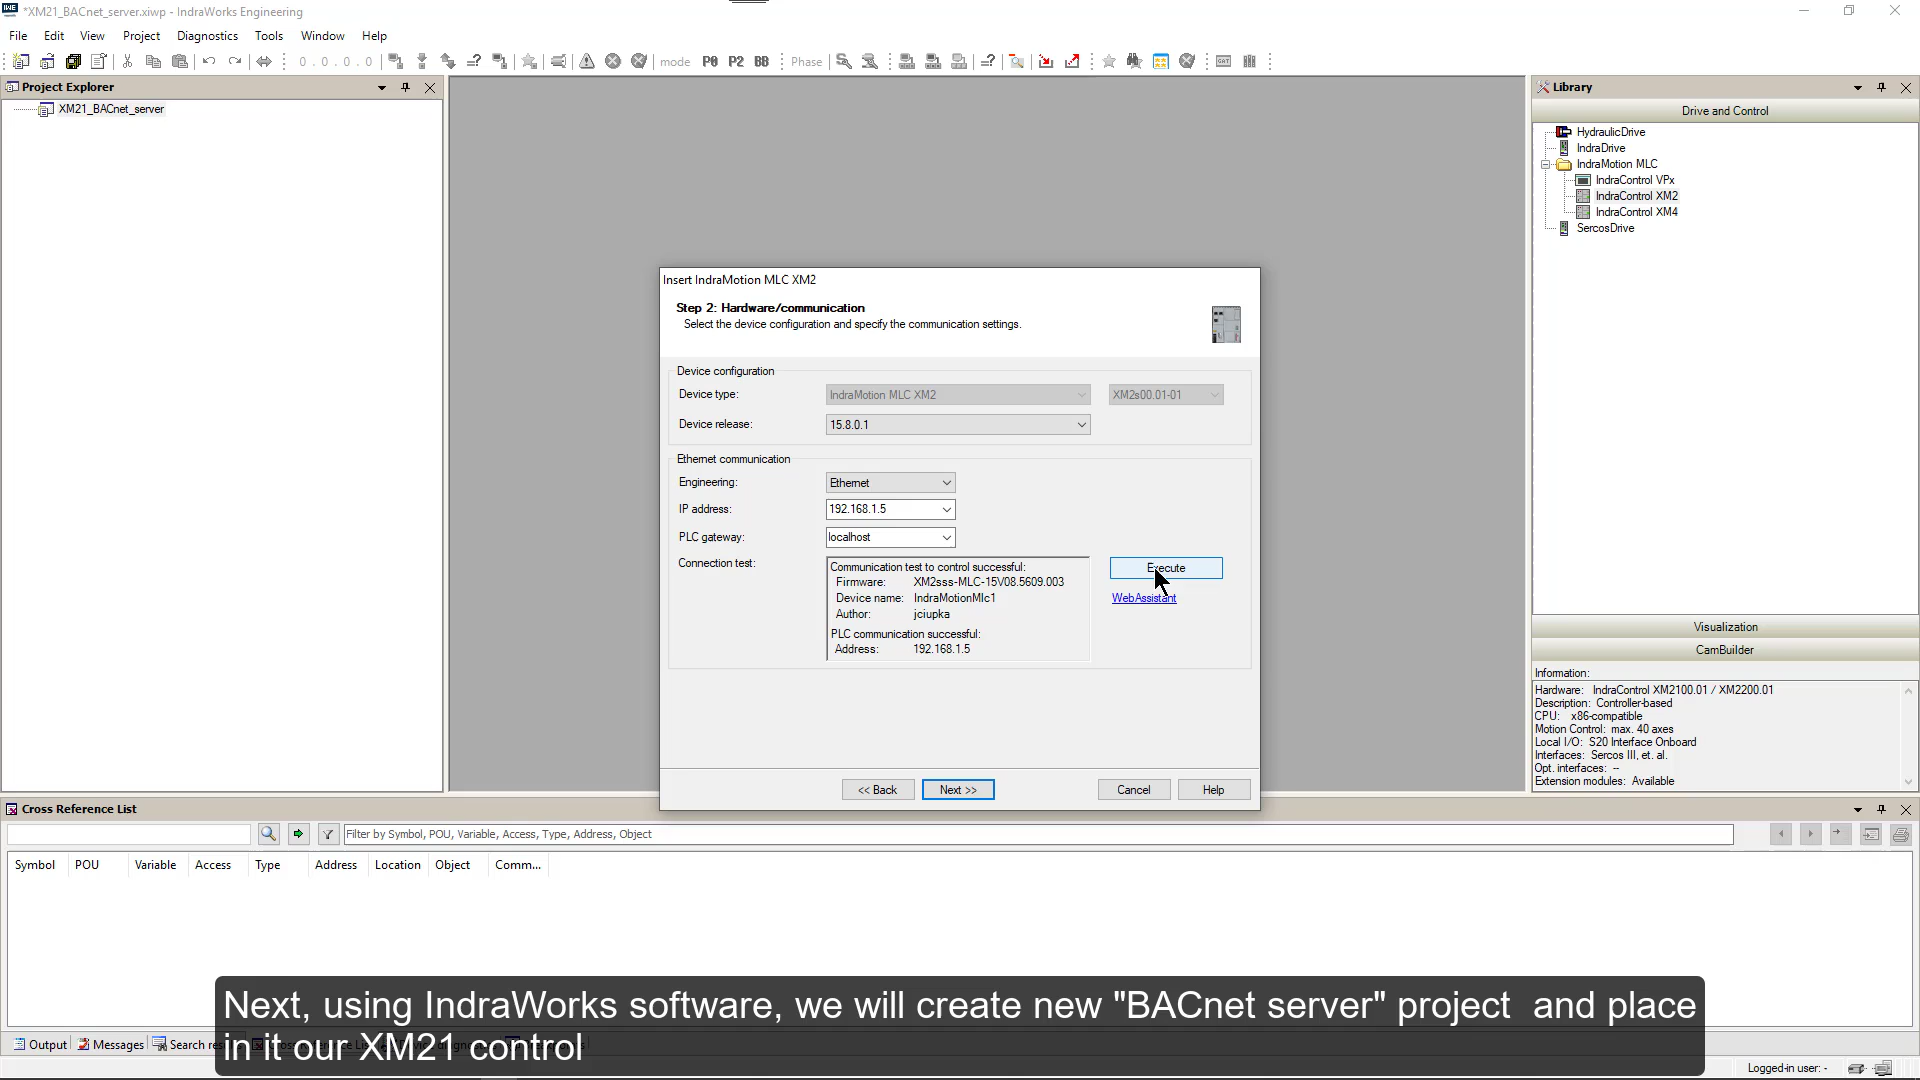 *XM21_BACnet_server.xiwp - IndraWorks Engineering
File Edit View Project Diagnostics Tools Window Help
0 . 0 . 0 . 0 . 0 mode P0 P2 BB Phase
Project Explorer
XM21_BACnet_server
Library
Drive and Control
HydraulicDrive
IndraDrive
IndraMotion MLC
IndraControl VPx
IndraControl XM2
IndraControl XM4
SercosDrive
Visualization
CamBuilder
Information:
Hardware: IndraControl XM2100.01 / XM2200.01
Description: Controller-based
CPU: x86-compatible
Motion Control: max. 40 axes
Local I/O: S20 Interface Onboard
Interfaces: Sercos III, et. al.
Opt. interfaces: --
Extension modules: Available
Insert IndraMotion MLC XM2
Step 2: Hardware/communication
Select the device configuration and specify the communication settings.
Device configuration
Device type: IndraMotion MLC XM2 XM2s00.01-01
Device release: 15.8.0.1
Ethernet communication
Engineering: Ethernet
IP address: 192.168.1.5
PLC gateway: localhost
Connection test:
Communication test to control successful:
Firmware: XM2sss-MLC-15V08.5609.003
Device name: IndraMotionMlc1
Author: jciupka
PLC communication successful:
Address: 192.168.1.5
Execute
WebAssistant
<< Back Next >> Cancel Help
Cross Reference List
Filter by Symbol, POU, Variable, Access, Type, Address, Object
Symbol POU Variable Access Type Address Location Object Comm...
Next, using IndraWorks software, we will create new "BACnet server" project and place
in it our XM21 control
Output Messages Search
Logged-in user: -